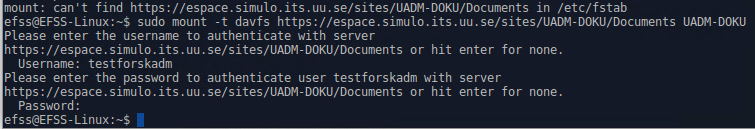 mount: can't find https://espace.simulo.its.uu.se/sites/UADM-DOKU/Documents in /etc/fstab
efss@EFSS-Linux:~$ sudo mount -t davfs https://espace.simulo.its.uu.se/sites/UADM-DOKU/Documents UADM-DOKU
Please enter the username to authenticate with server
https://espace.simulo.its.uu.se/sites/UADM-DOKU/Documents or hit enter for none.
  Username: testforskadm
Please enter the password to authenticate user testforskadm with server
https://espace.simulo.its.uu.se/sites/UADM-DOKU/Documents or hit enter for none.
  Password:
efss@EFSS-Linux:~$